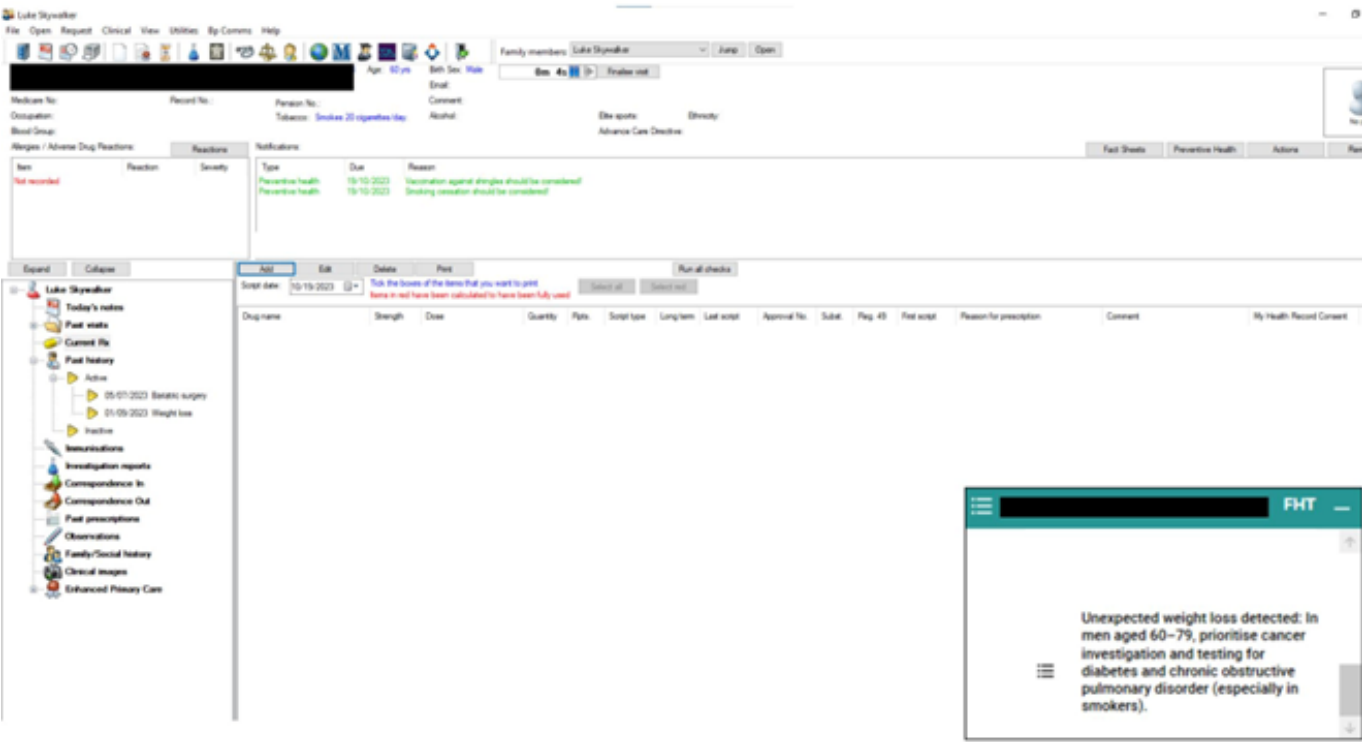 Luke Skywalker
File Open Request Clinical View Utilities Bp Comms Help
Family members: Luke Skywalker Jump Open
Age: 60 yrs Birth Sex: Male 0m 4s Finalise visit
Email:
Medicare No: Record No.: Pension No.: Comment:
Occupation: Tobacco: Smokes 20 cigarettes/day Alcohol: Elite sports: Ethnicity:
Blood Group: Advance Care Directive:
Allergies / Adverse Drug Reactions: Reactions Notifications: Fact Sheets Preventive Health Actions
Item Reaction Severity Type Due Reason
Not recorded Preventive health 19/10/2023 Vaccination against shingles should be considered!
Preventive health 19/10/2023 Smoking cessation should be considered!
Expand Collapse Add Edit Delete Print Run all checks
Script date: 10/19/2023 Tick the boxes of the items that you want to print Select all Select red
Items in red have been calculated to have been fully used
Drug name Strength Dose Quantity Rpts. Script type Long term Last script Approval No. Subst. Reg. 49 First script Reason for prescription Comment My Health Record Consent
Luke Skywalker
Today's notes
Past visits
Current Rx
Past history
Active
05/07/2023 Bariatric surgery
01/09/2023 Weight loss
Inactive
Immunisations
Investigation reports
Correspondence In
Correspondence Out
Past prescriptions
Observations
Family/Social history
Clinical images
Enhanced Primary Care
FHT
Unexpected weight loss detected: In
men aged 60–79, prioritise cancer
investigation and testing for
diabetes and chronic obstructive
pulmonary disorder (especially in
smokers).